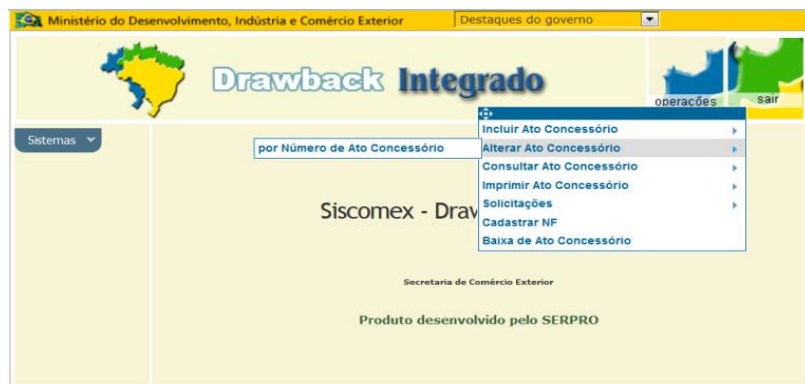 Ministério do Desenvolvimento, Indústria e Comércio Exterior
Destaques do governo
Drawback Integrado
operações
sair
Sistemas
Incluir Ato Concessório
por Número de Ato Concessório
Alterar Ato Concessório
Consultar Ato Concessório
Imprimir Ato Concessório
Solicitações
Siscomex - Drav
Cadastrar NF
Baixa de Ato Concessório
Secretaria de Comércio Exterior
Produto desenvolvido pelo SERPRO